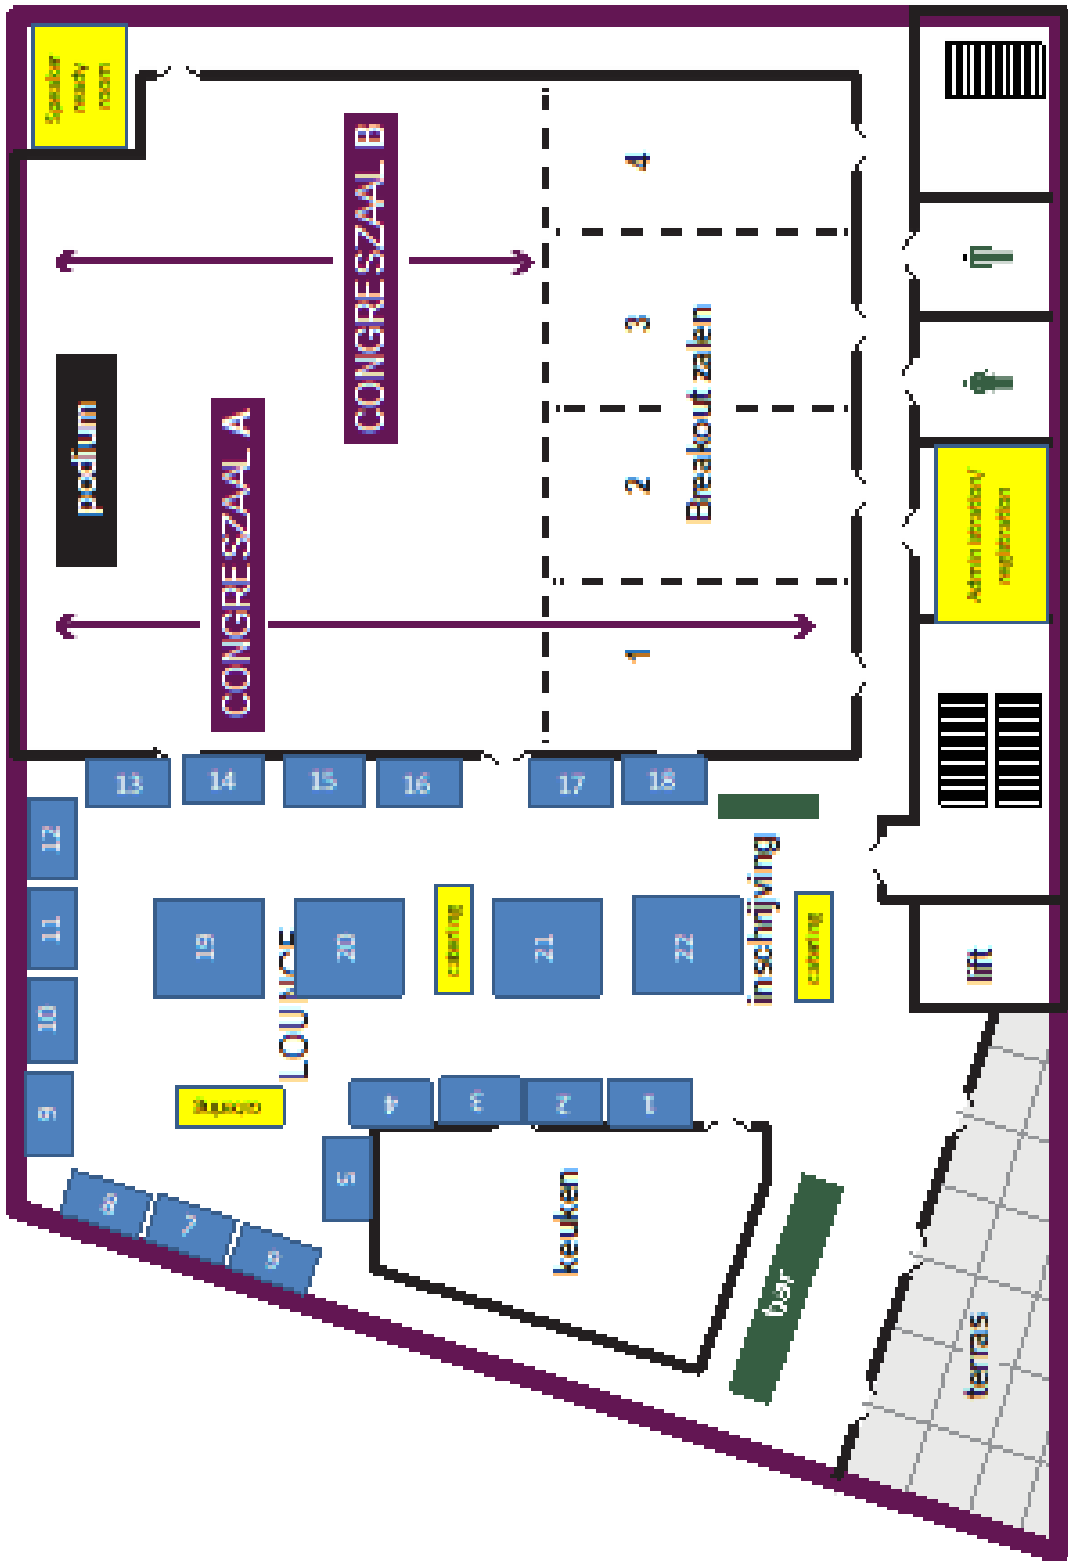 Speaker
ready
room
CONGRESZAAL B
CONGRESZAAL A
podium
4
3
2
1
Breakout zalen
Administration/
registration
13
14
15
16
17
18
12
11
10
9
19
20
21
22
LOUNGE
catering
inschrijving
catering
lift
catering
4
3
2
1
5
8
7
6
keuken
bar
terras